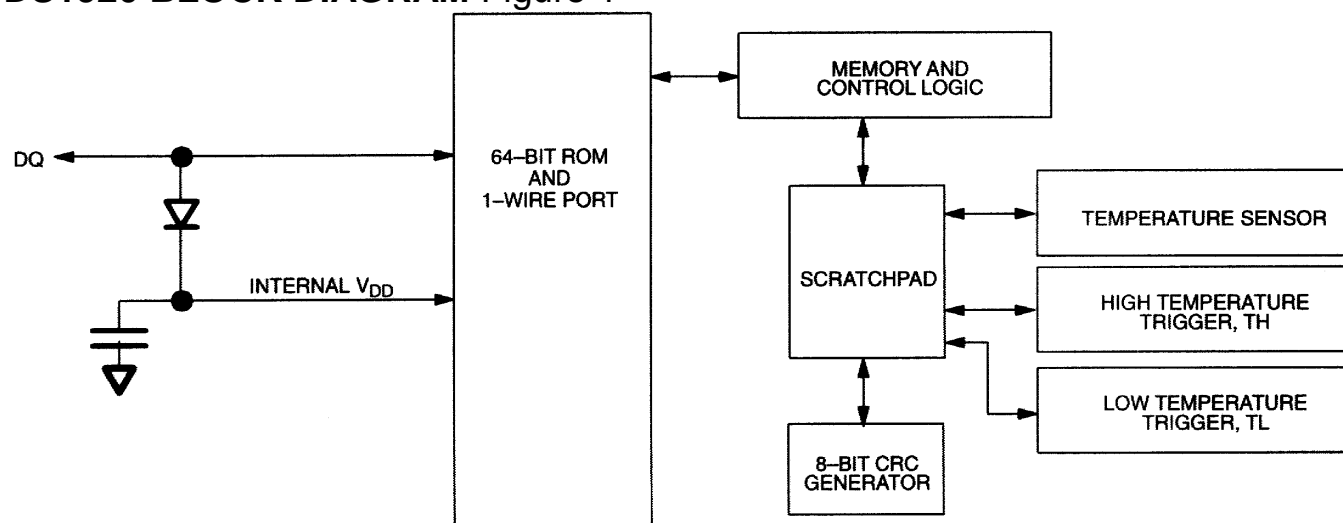 MEMORY AND
CONTROL LOGIC
DQ
64–BIT ROM
AND
1–WIRE PORT
TEMPERATURE SENSOR
SCRATCHPAD
INTERNAL VDD
HIGH TEMPERATURE
TRIGGER, TH
LOW TEMPERATURE
TRIGGER, TL
8–BIT CRC
GENERATOR